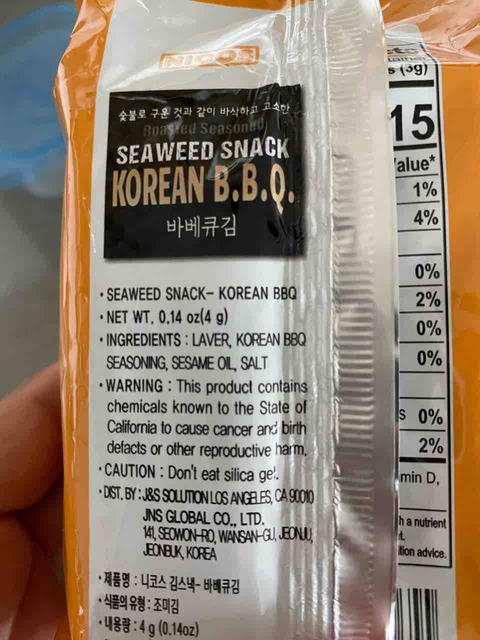 NICOS
숯불로 구운 것과 같이 바삭하고 고소한
Roasted Seasoned
SEAWEED SNACK
KOREAN B.B.Q.
바베큐김
• SEAWEED SNACK- KOREAN BBQ
• NET WT. 0.14 oz(4 g)
• INGREDIENTS : LAVER, KOREAN BBQ
SEASONING, SESAME OIL, SALT
• WARNING : This product contains
chemicals known to the State of
California to cause cancer and birth
defects or other reproductive harm.
• CAUTION : Don't eat silica gel.
• DIST. BY : J&S SOLUTION LOS ANGELES, CA 90010
JNS GLOBAL CO., LTD.
141, SEOWON-RO, WANSAN-GU, JEONJU,
JEONBUK, KOREA
• 제품명 : 니코스 김스낵- 바베큐김
• 식품의 유형 : 조미김
• 내용량 : 4 g (0.14oz)
(3g)
15
Value*
1%
4%
0%
2%
0%
0%
0%
2%
min D,
h a nutrient
tion advice.